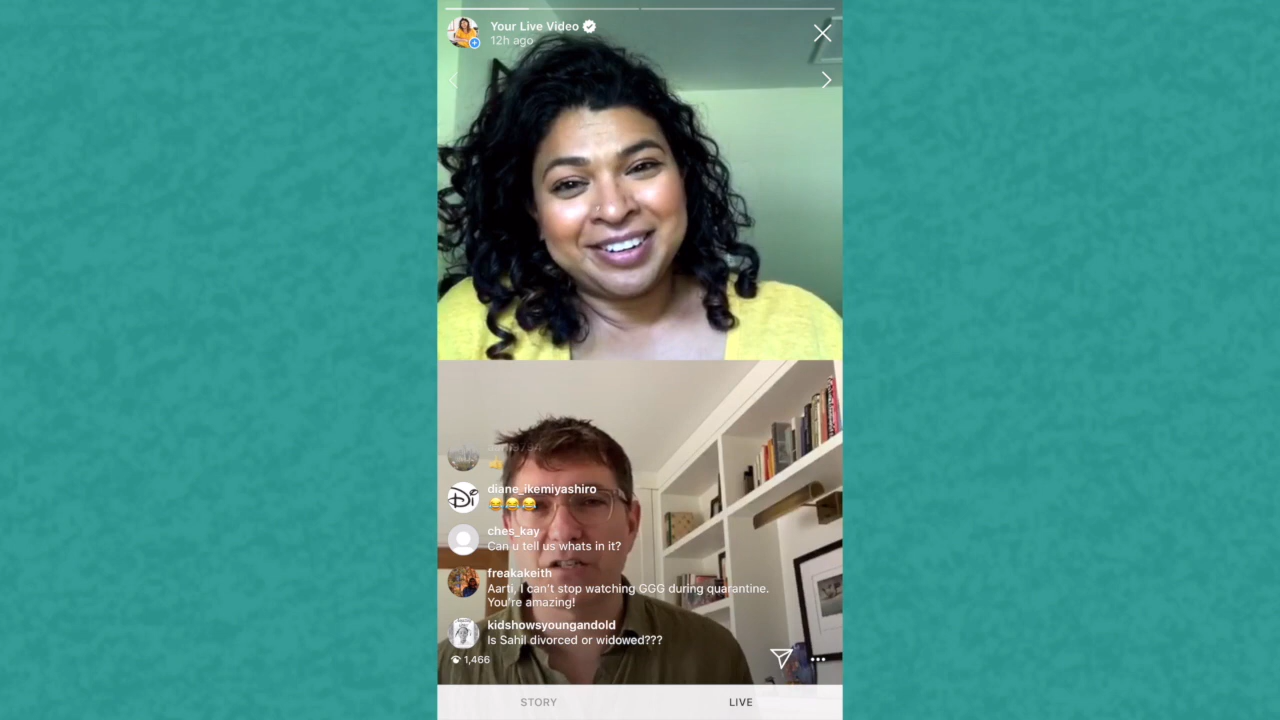 Your Live Video
12h ago
diane_ikemiyashiro
😂😂😂
ches_kay
Can u tell us whats in it?
freakakeith
Aarti, I can't stop watching GGG during quarantine.
You're amazing!
kidshowsyoungandold
Is Sahil divorced or widowed???
1,466
STORY
LIVE